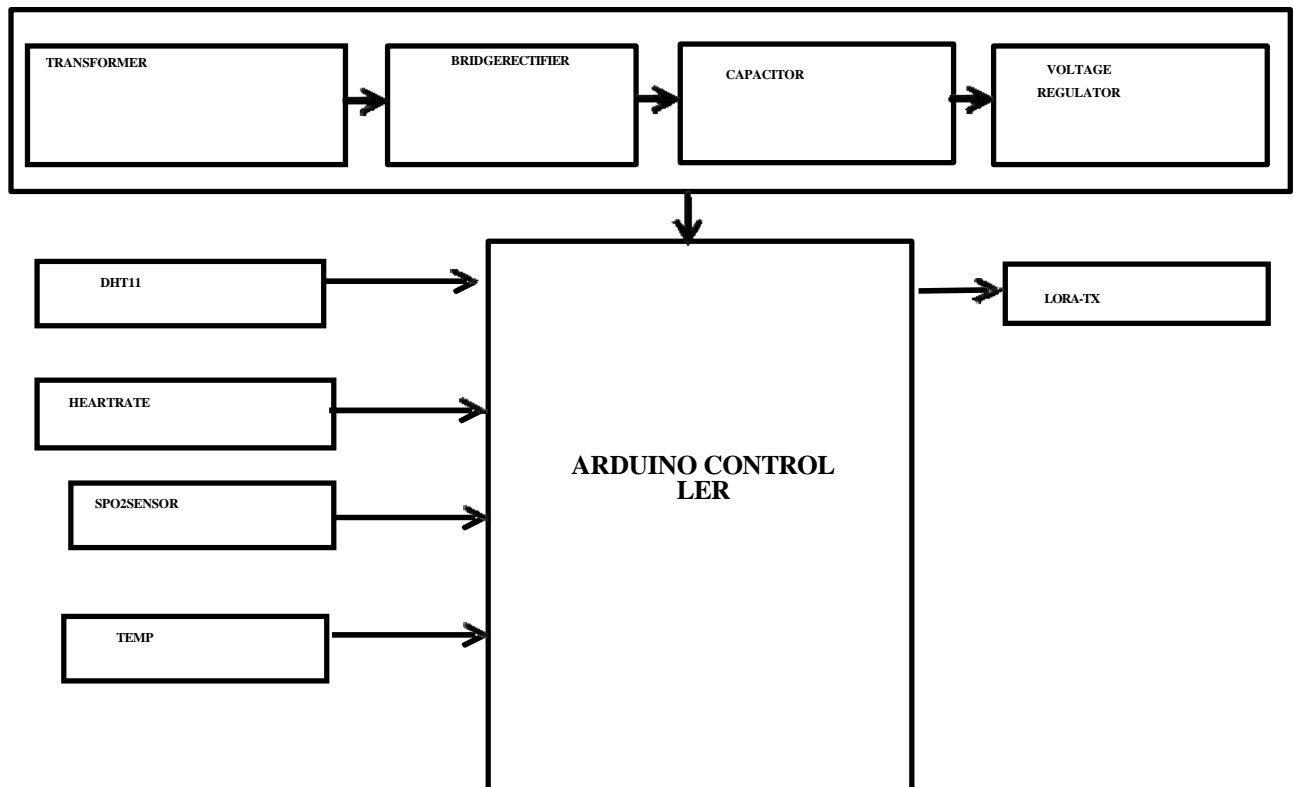 TRANSFORMER
BRIDGERECTIFIER
CAPACITOR
VOLTAGE
REGULATOR
DHT11
LORA-TX
HEARTRATE
ARDUINO CONTROL
LER
SPO2SENSOR
TEMP